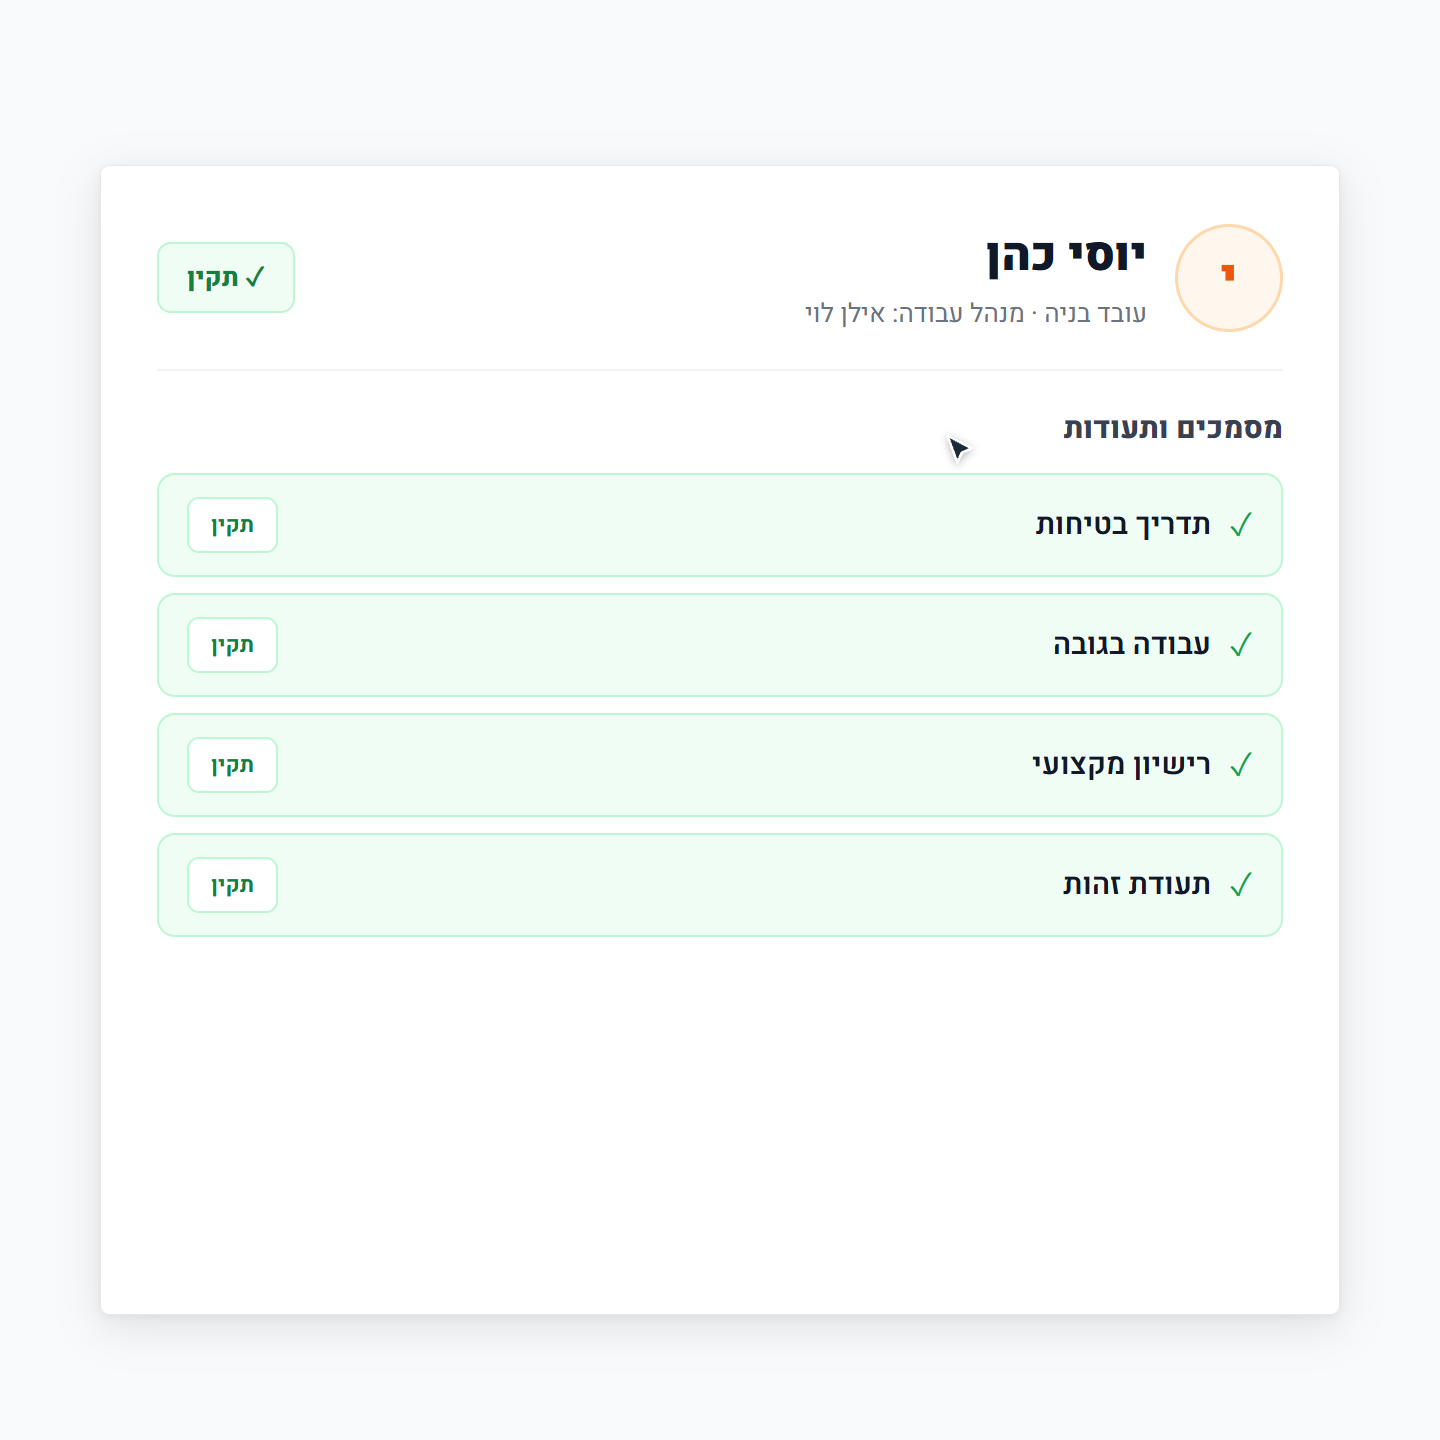 י
יוסי כהן
עובד בניה · מנהל עבודה: אילן לוי
✓ תקין
מסמכים ותעודות
✓ תדריך בטיחות תקין
✓ עבודה בגובה תקין
✓ רישיון מקצועי תקין
✓ תעודת זהות תקין